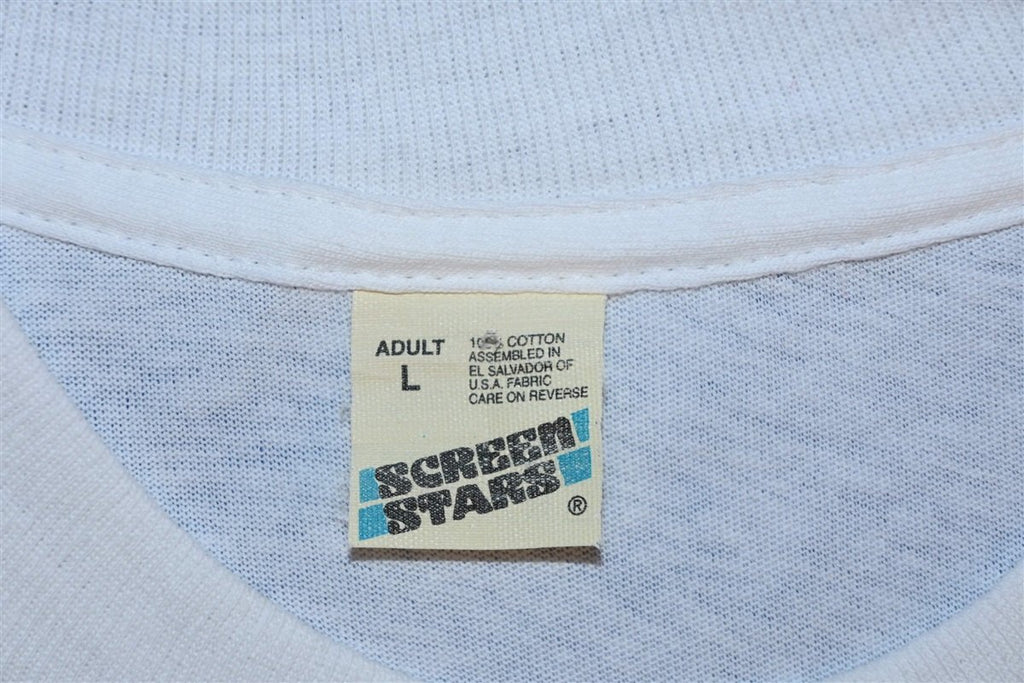 ADULT
L
COTTON
ASSEMBLED IN
EL SALVADOR OF
U.S.A. FABRIC
CARE ON REVERSE
SCREEN
STARS
®